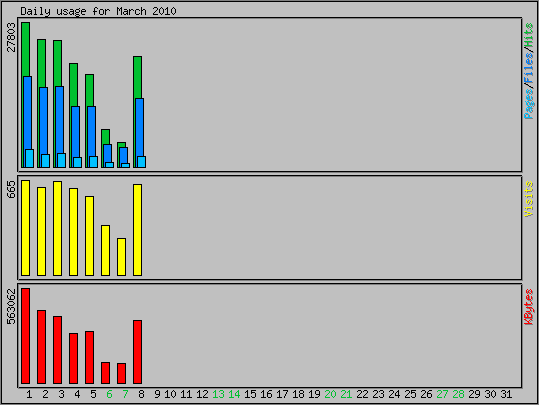 Daily usage for March 2010
27803
Pages/Files/Hits
665
Visits
563062
KBytes
1 2 3 4 5 6 7 8 9 10 11 12 13 14 15 16 17 18 19 20 21 22 23 24 25 26 27 28 29 30 31